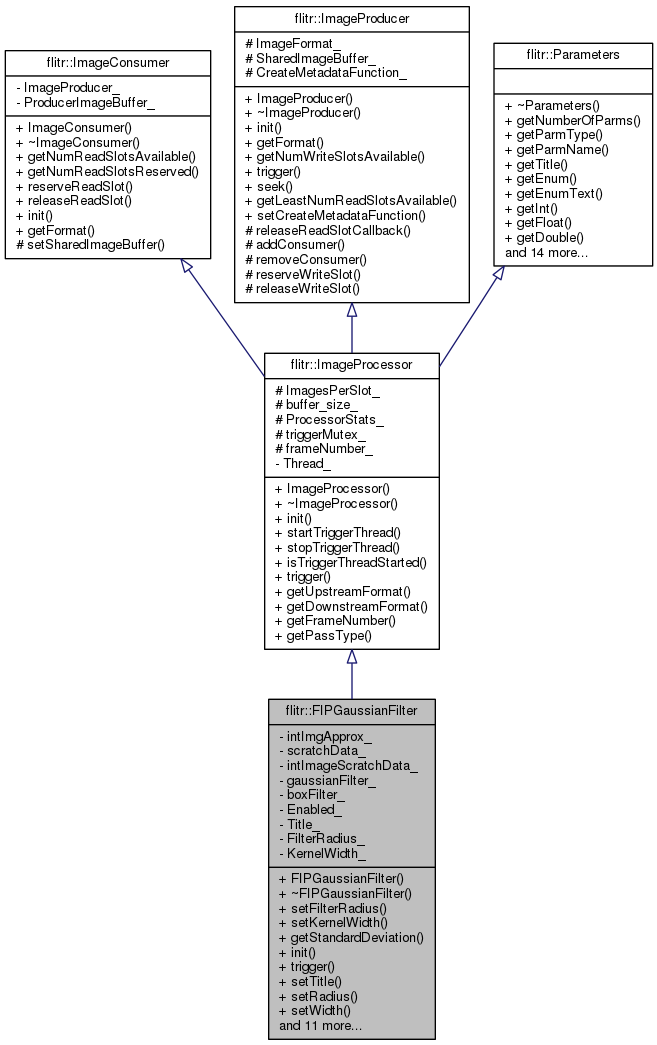 flitr::ImageConsumer
- ImageProducer_
- ProducerImageBuffer_
+ ImageConsumer()
+ ~ImageConsumer()
+ getNumReadSlotsAvailable()
+ getNumReadSlotsReserved()
+ reserveReadSlot()
+ releaseReadSlot()
+ init()
+ getFormat()
# setSharedImageBuffer()
flitr::ImageProducer
# ImageFormat_
# SharedImageBuffer_
# CreateMetadataFunction_
+ ImageProducer()
+ ~ImageProducer()
+ init()
+ getFormat()
+ getNumWriteSlotsAvailable()
+ trigger()
+ seek()
+ getLeastNumReadSlotsAvailable()
+ setCreateMetadataFunction()
# releaseReadSlotCallback()
# addConsumer()
# removeConsumer()
# reserveWriteSlot()
# releaseWriteSlot()
flitr::Parameters
+ ~Parameters()
+ getNumberOfParms()
+ getParmType()
+ getParmName()
+ getTitle()
+ getEnum()
+ getEnumText()
+ getInt()
+ getFloat()
+ getDouble()
and 14 more...
flitr::ImageProcessor
# ImagesPerSlot_
# buffer_size_
# ProcessorStats_
# triggerMutex_
# frameNumber_
- Thread_
+ ImageProcessor()
+ ~ImageProcessor()
+ init()
+ startTriggerThread()
+ stopTriggerThread()
+ isTriggerThreadStarted()
+ trigger()
+ getUpstreamFormat()
+ getDownstreamFormat()
+ getFrameNumber()
+ getPassType()
flitr::FIPGaussianFilter
- intImgApprox_
- scratchData_
- intImageScratchData_
- gaussianFilter_
- boxFilter_
- Enabled_
- Title_
- FilterRadius_
- KernelWidth_
+ FIPGaussianFilter()
+ ~FIPGaussianFilter()
+ setFilterRadius()
+ setKernelWidth()
+ getStandardDeviation()
+ init()
+ trigger()
+ setTitle()
+ setRadius()
+ setWidth()
and 11 more...